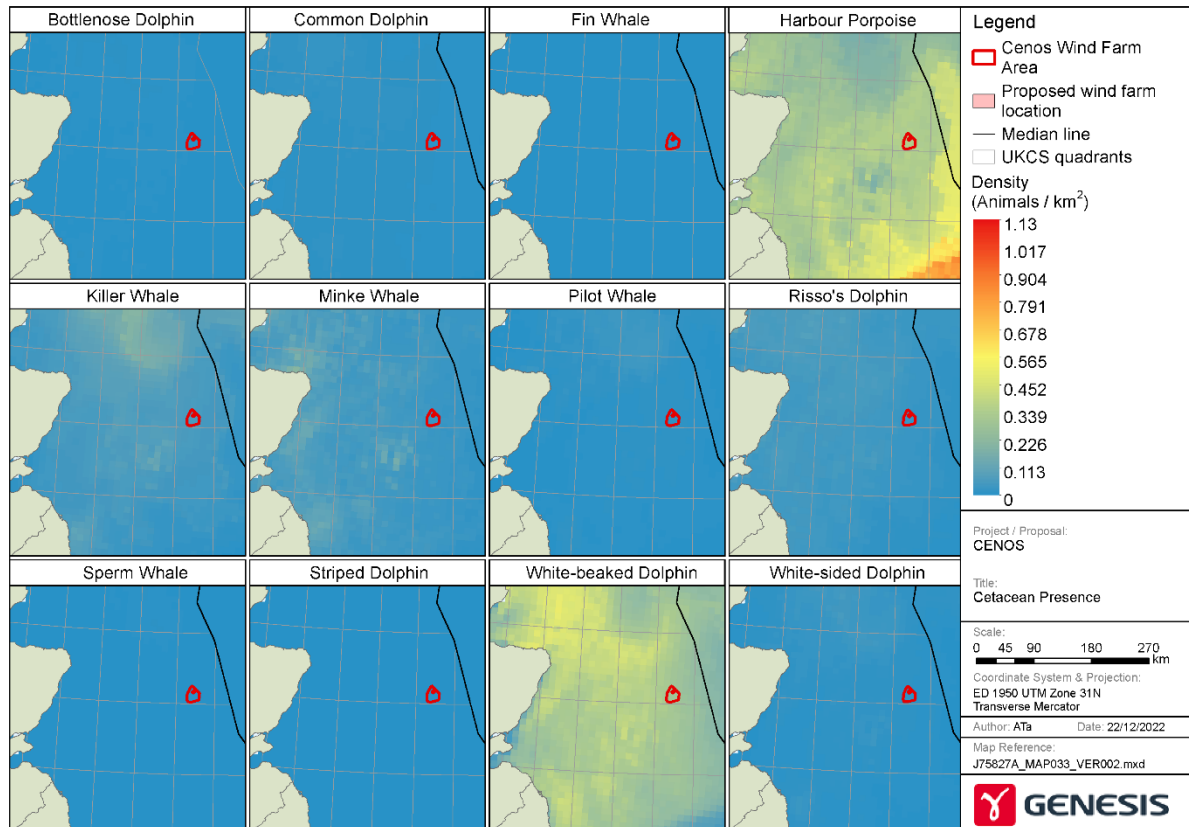 Bottlenose Dolphin
Common Dolphin
Fin Whale
Harbour Porpoise
Killer Whale
Minke Whale
Pilot Whale
Risso's Dolphin
Sperm Whale
Striped Dolphin
White-beaked Dolphin
White-sided Dolphin
Legend
Cenos Wind Farm
Area
Proposed wind farm
location
Median line
UKCS quadrants
Density
(Animals / km²)
1.13
1.017
0.904
0.791
0.678
0.565
0.452
0.339
0.226
0.113
0
Project / Proposal:
CENOS
Title:
Cetacean Presence
Scale:
0 45 90 180 270
km
Coordinate System & Projection:
ED 1950 UTM Zone 31N
Transverse Mercator
Author: ATa Date: 22/12/2022
Map Reference:
J75827A_MAP033_VER002.mxd
GENESIS